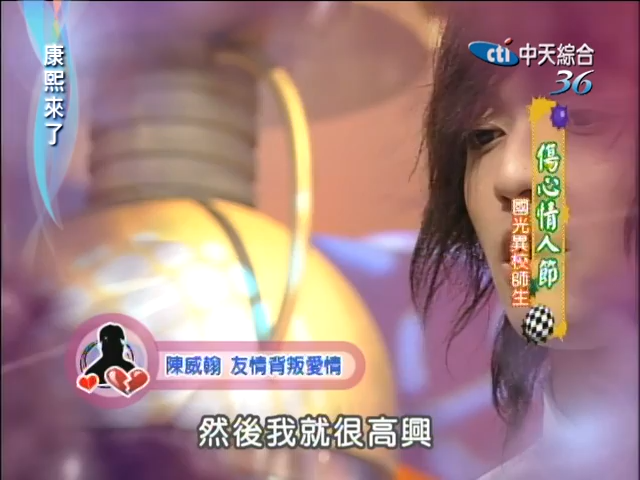 康熙來了
cti 中天綜合
36
傷心情人節
國光異校師生
陳威翰 友情背叛愛情
然後我就很高興